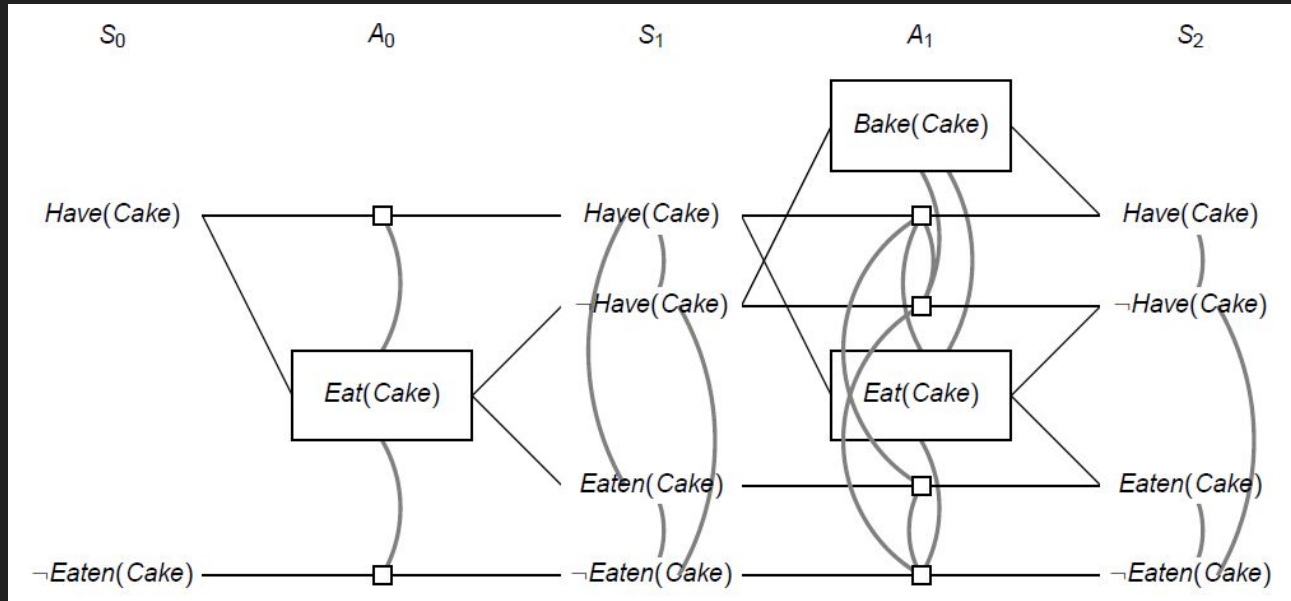 S0 A0 S1 A1 S2
Bake(Cake)
Have(Cake) Have(Cake) Have(Cake)
¬Have(Cake) ¬Have(Cake)
Eat(Cake) Eat(Cake)
Eaten(Cake) Eaten(Cake)
¬Eaten(Cake) ¬Eaten(Cake) ¬Eaten(Cake)